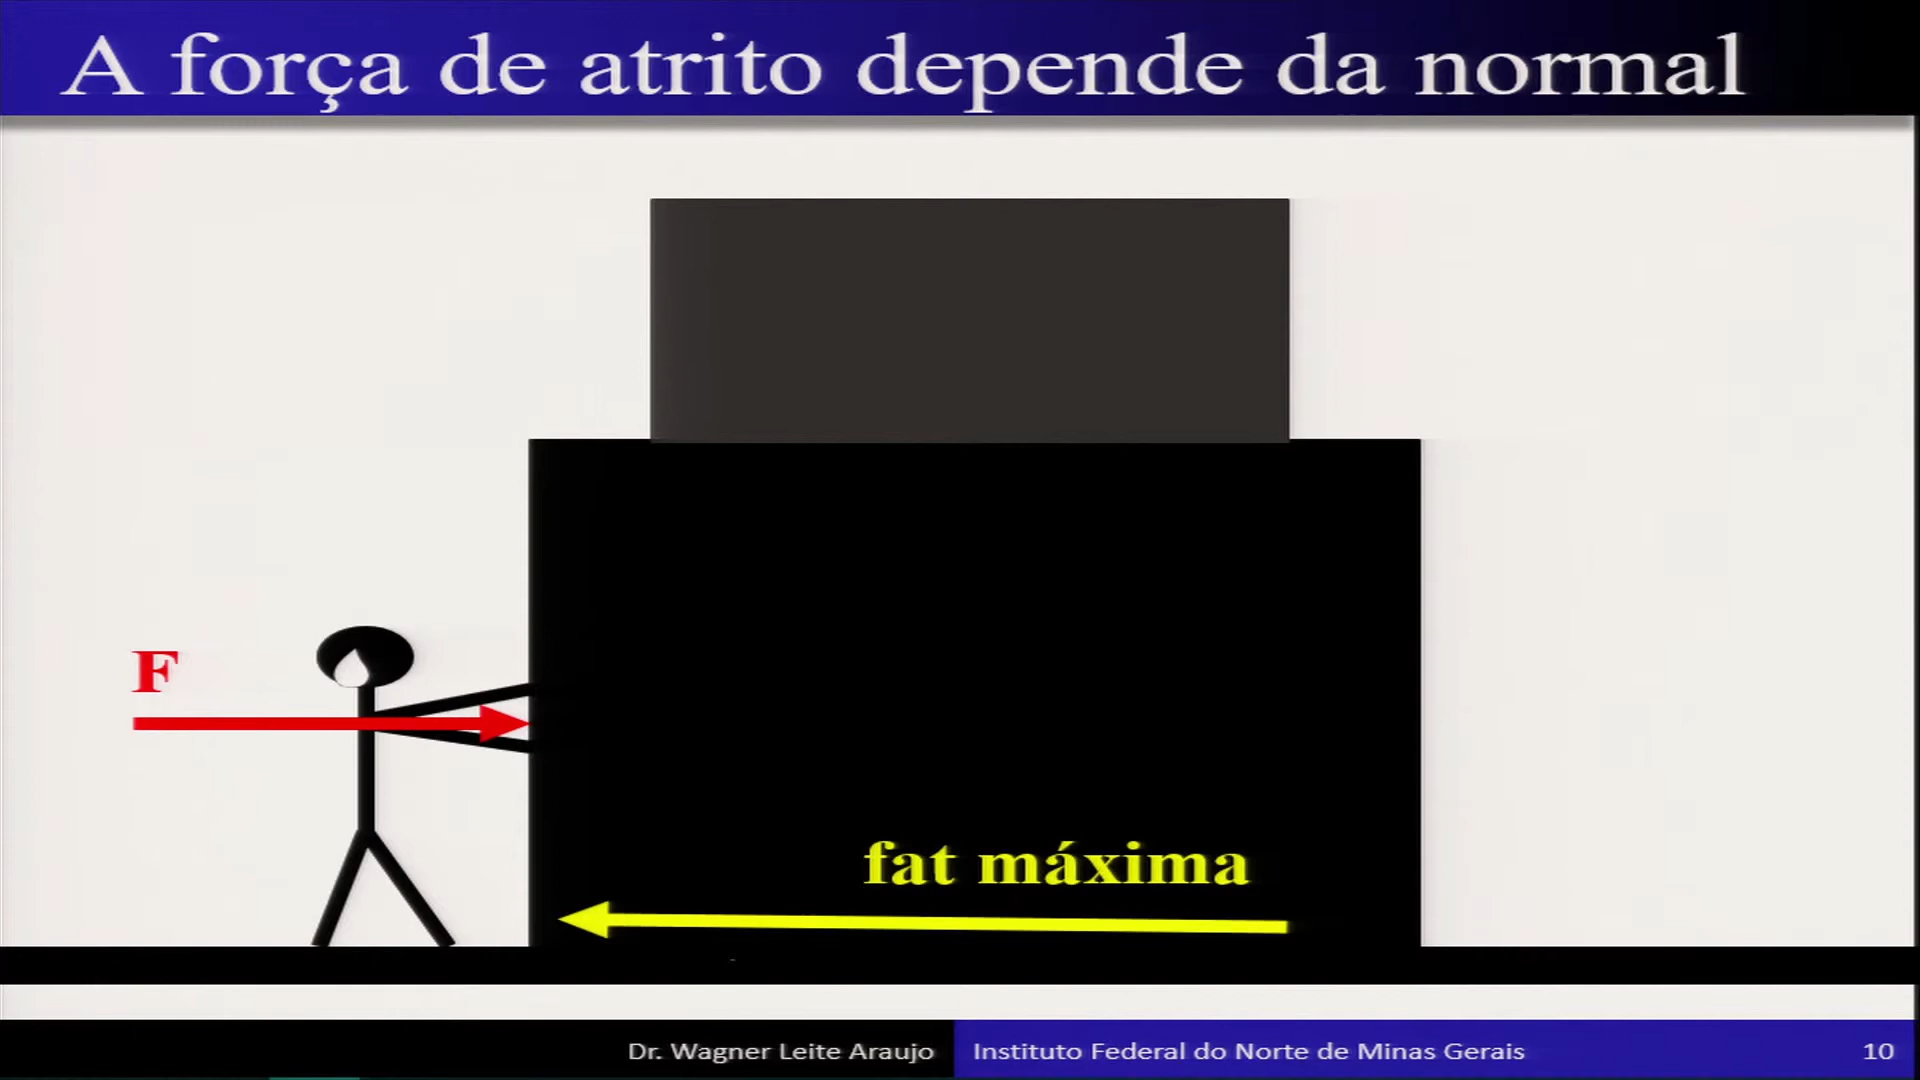 A força de atrito depende da normal
F
fat máxima
Dr. Wagner Leite Araujo
Instituto Federal do Norte de Minas Gerais
10